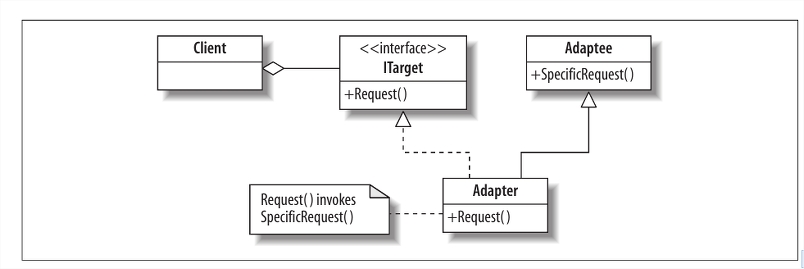 Client
<<interface>>
ITarget
+Request()
Adaptee
+SpecificRequest()
Request() invokes
SpecificRequest()
Adapter
+Request()